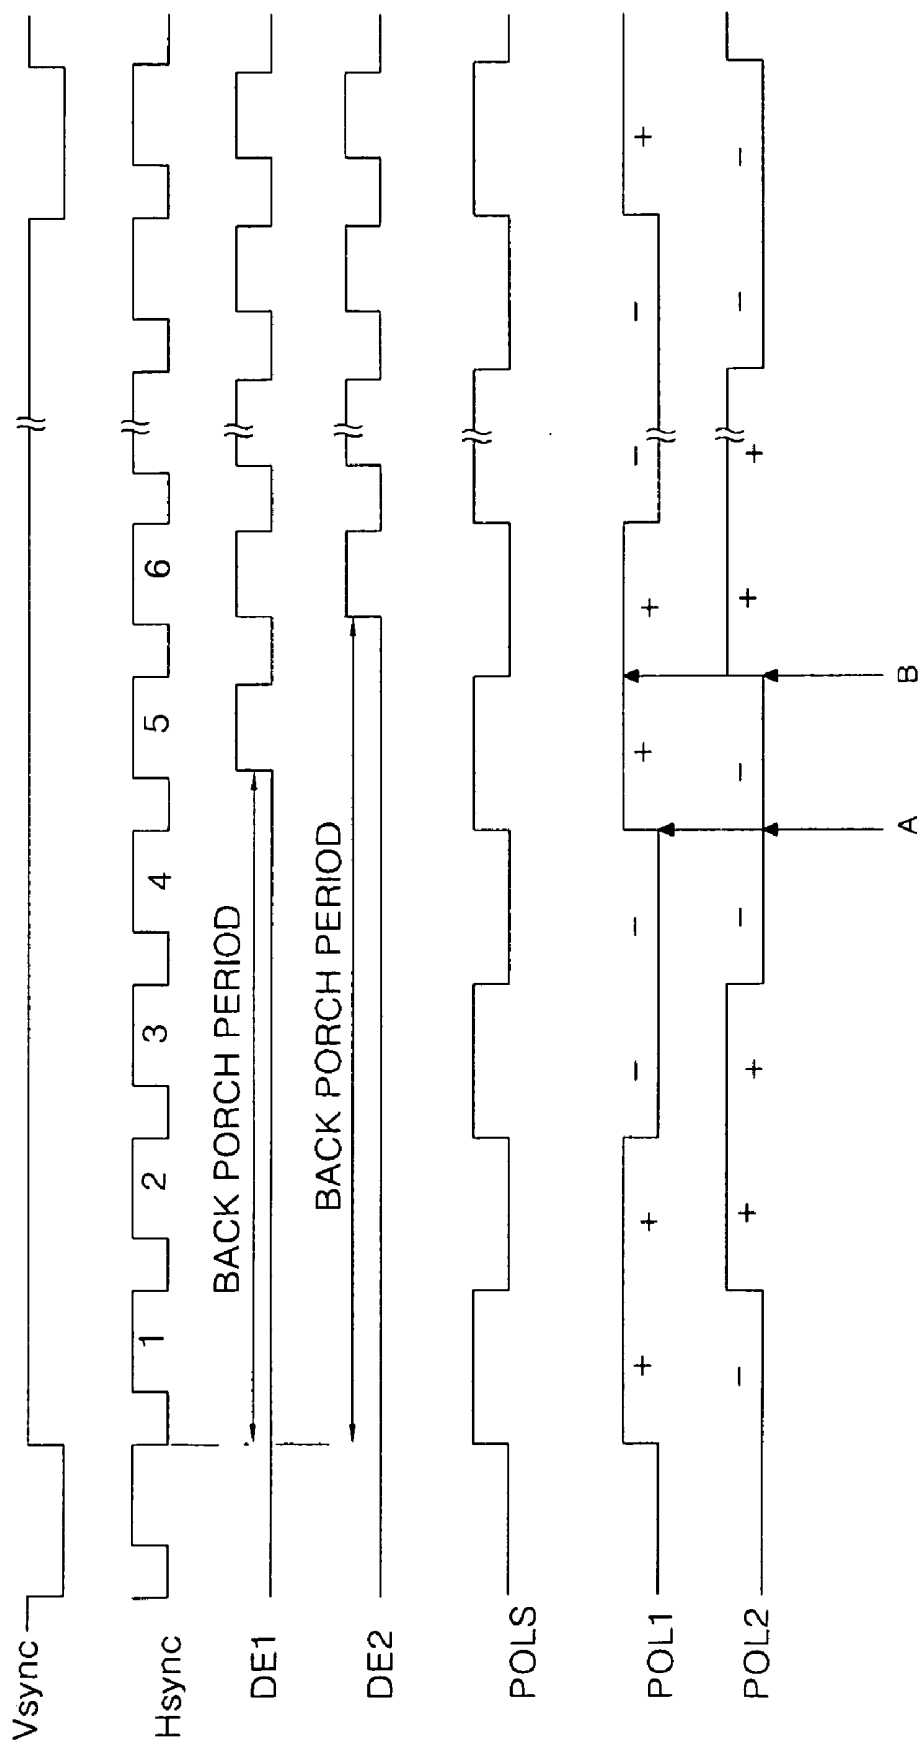 Vsync
Hsync 1 2 3 4 5 6
BACK PORCH PERIOD
DE1
BACK PORCH PERIOD
DE2
POLS
POL1 + + − − + + − − +
POL2 − + + − − + + − −
A B